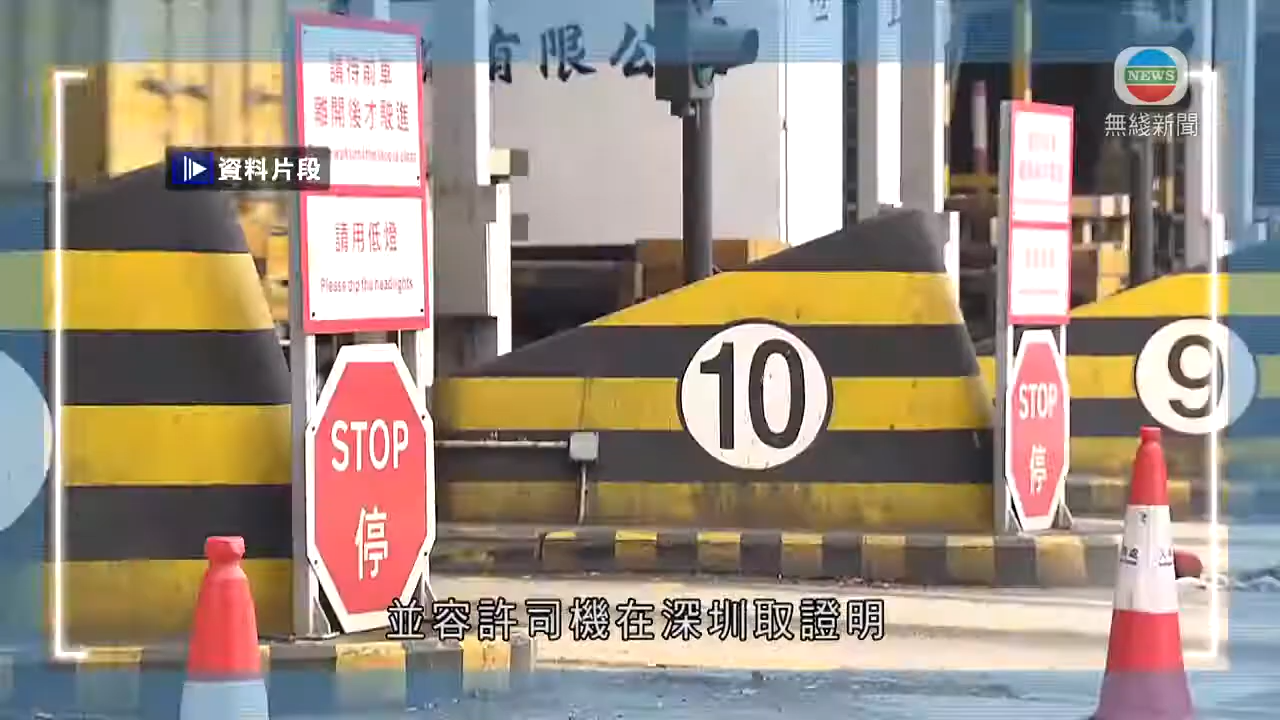 有限公
NEWS
無綫新聞
資料片段
請待前車
離開後才駛進
請用低燈
Please dip the headlights
STOP
停
10
STOP
停
9
並容許司機在深圳取證明